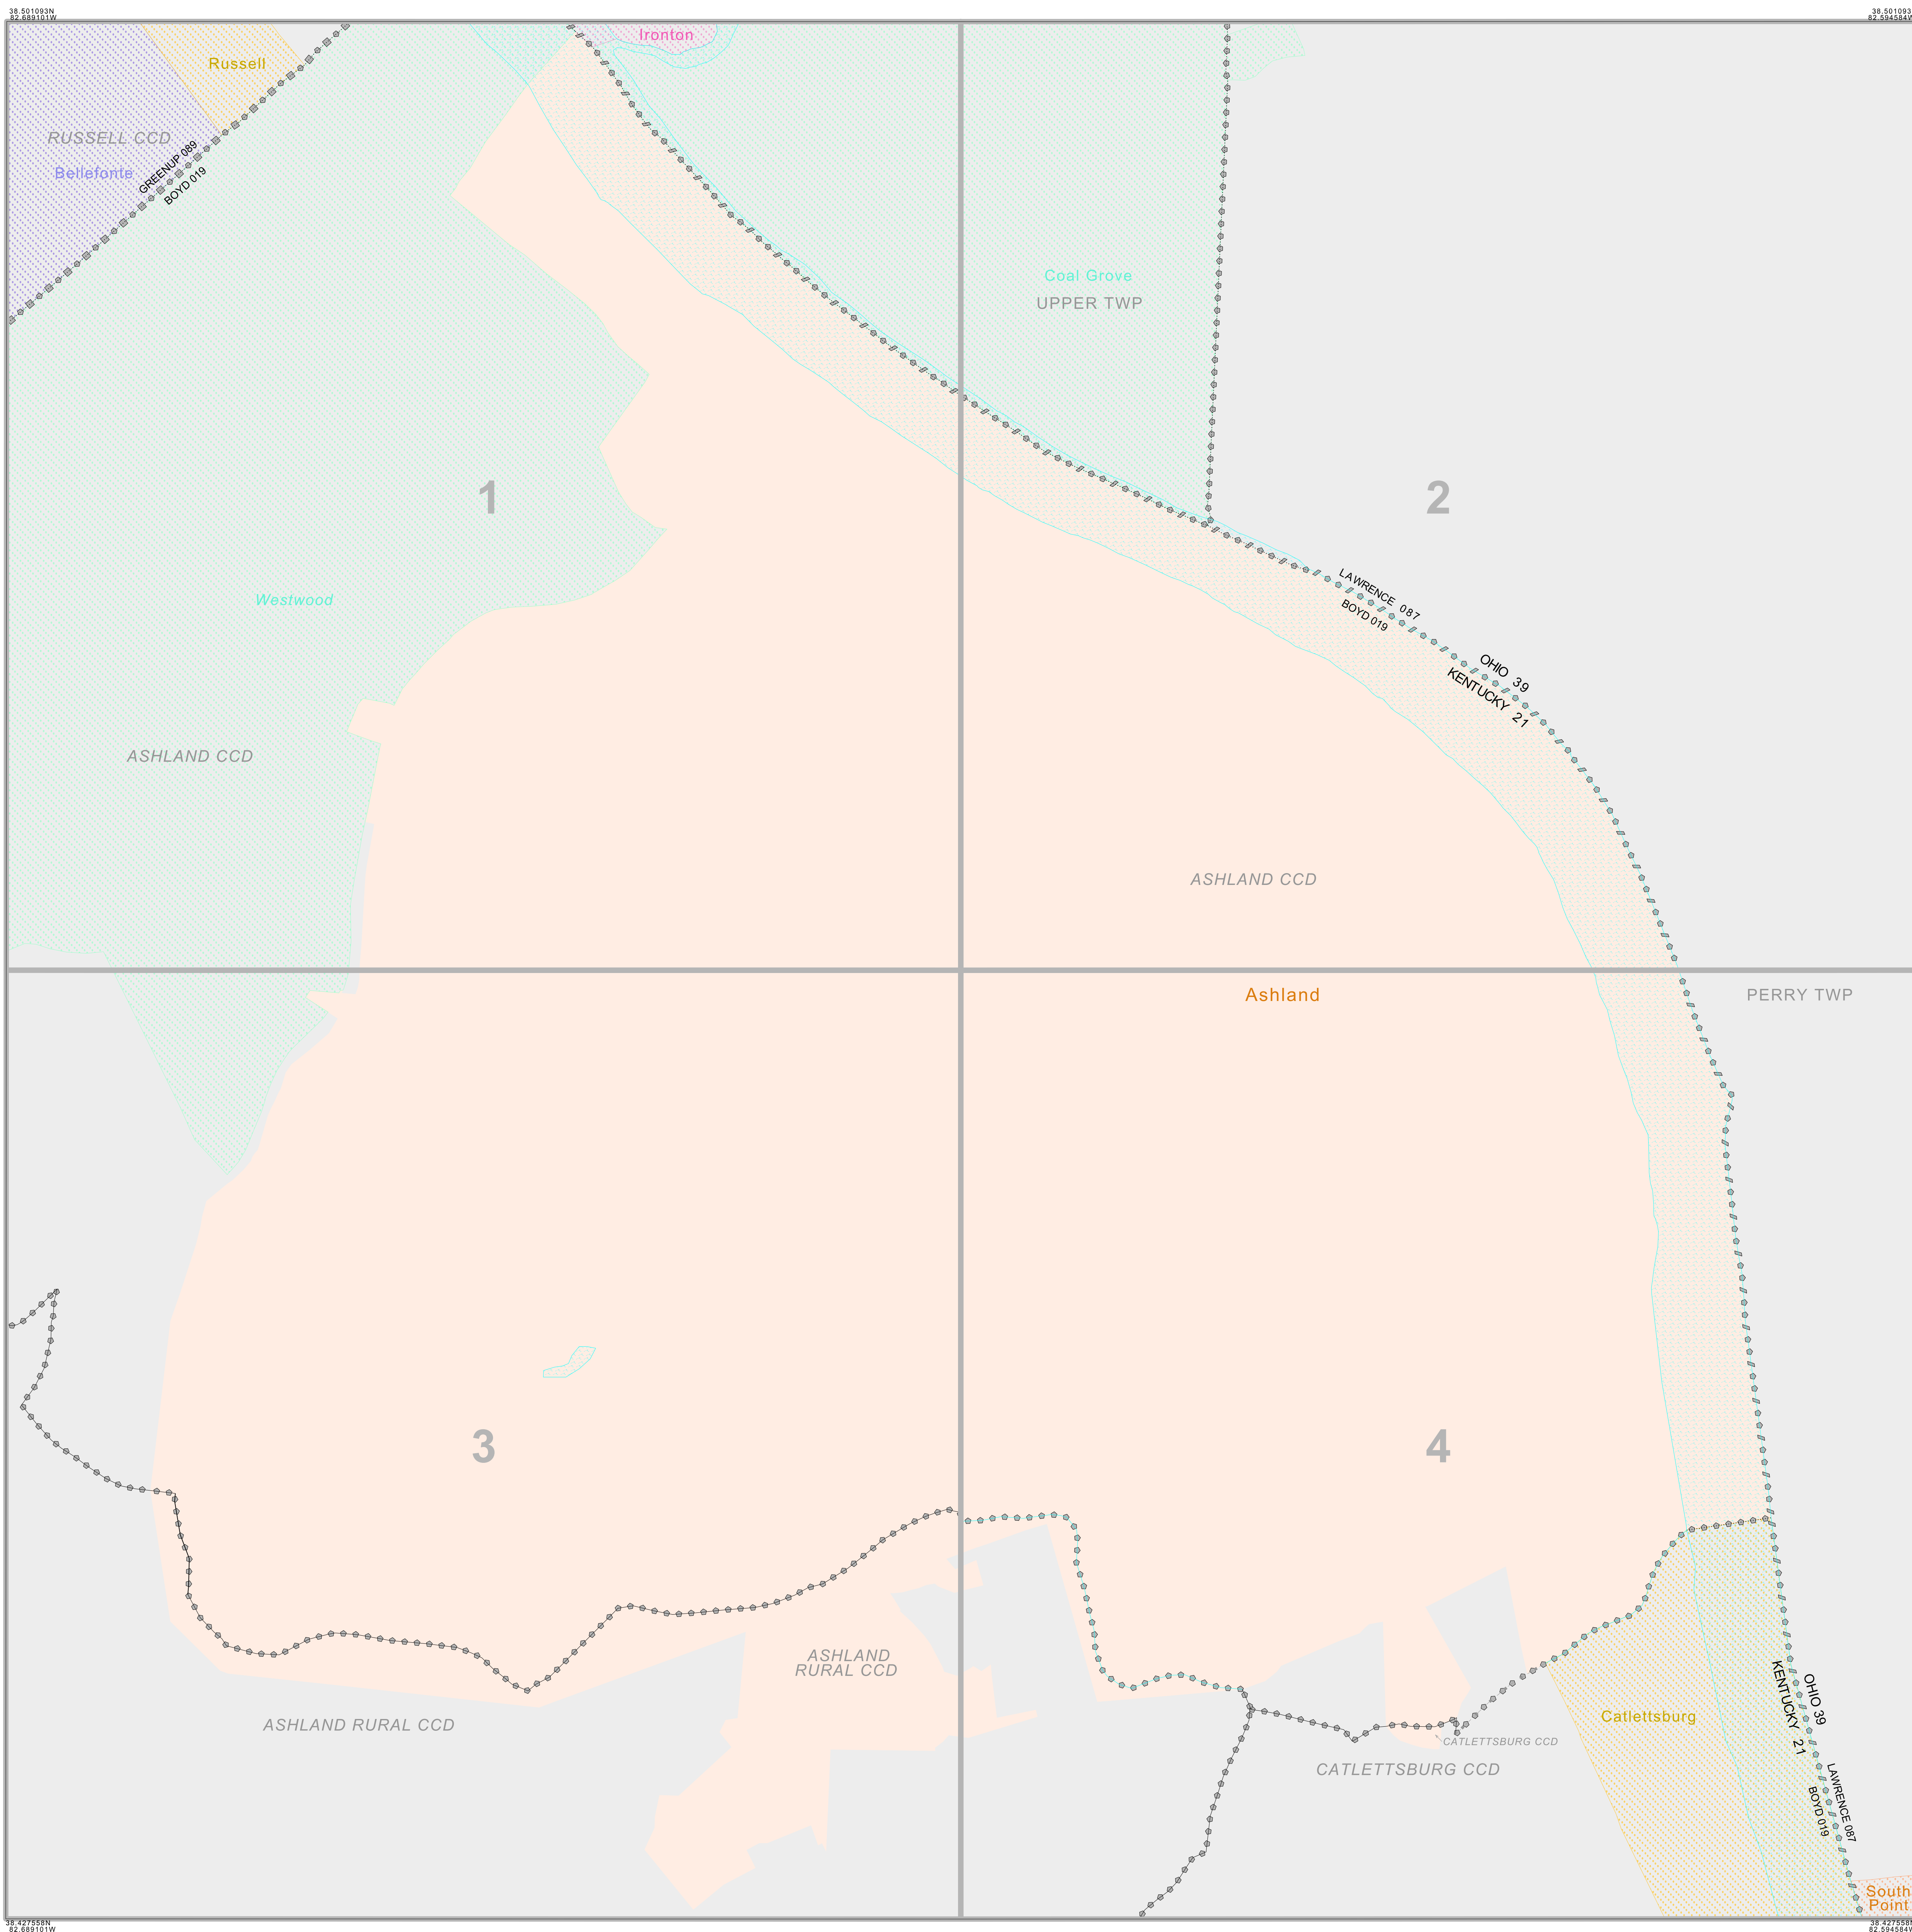 38.501093N
82.689101W
38.501093
82.594584W
Ironton
Russell
RUSSELL CCD
Bellefonte
GREENUP 089
BOYD 019
Coal Grove
UPPER TWP
1
2
LAWRENCE 087
BOYD 019
Westwood
OHIO 39
KENTUCKY 21
ASHLAND CCD
ASHLAND CCD
Ashland
PERRY TWP
3
4
ASHLAND
RURAL CCD
ASHLAND RURAL CCD
Catlettsburg
OHIO 39
KENTUCKY 21
CATLETTSBURG CCD
CATLETTSBURG CCD
LAWRENCE 087
BOYD 019
South
Point
38.427558N
82.689101W
38.427558N
82.594584W